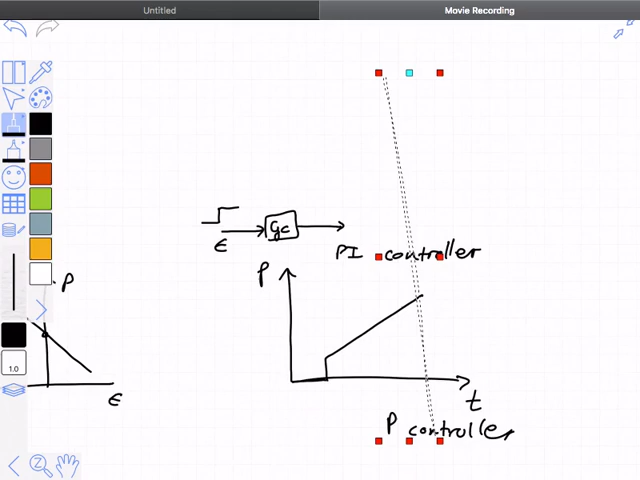 Untitled
Movie Recording
ϵ
Gc
PI controller
P
P
1.0
ϵ
t
P controller